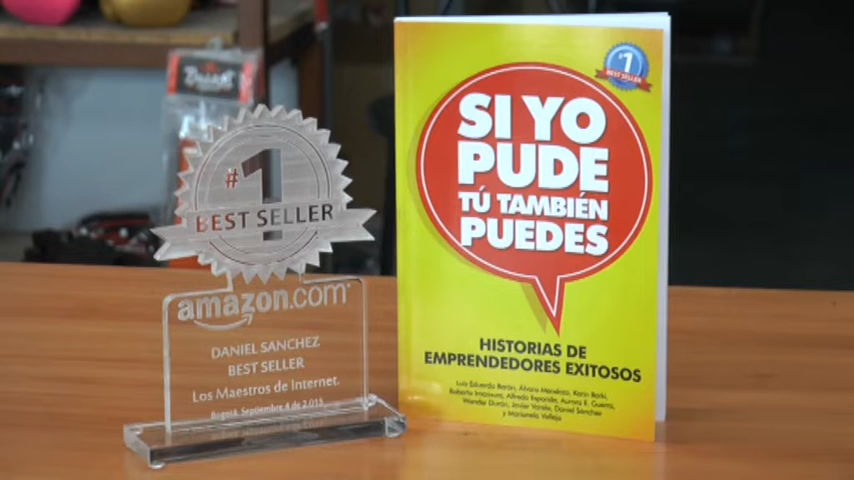 #1
BEST SELLER
amazon.com
DANIEL SANCHEZ
BEST SELLER
Los Maestros de Internet.
Bogotá, Septiembre 4 de 2.015
#1
BEST SELLER
SI YO
PUDE
TÚ TAMBIÉN
PUEDES
HISTORIAS DE
EMPRENDEDORES EXITOSOS
Luis Eduardo Barón, Álvaro Mendoza, Karin Barki,
Roberto Irracinura, Alfredo Esponda, Aurora E. Guerra,
Wander Durán, Javier Varela, Daniel Sánchez
y Marianela Vallejo